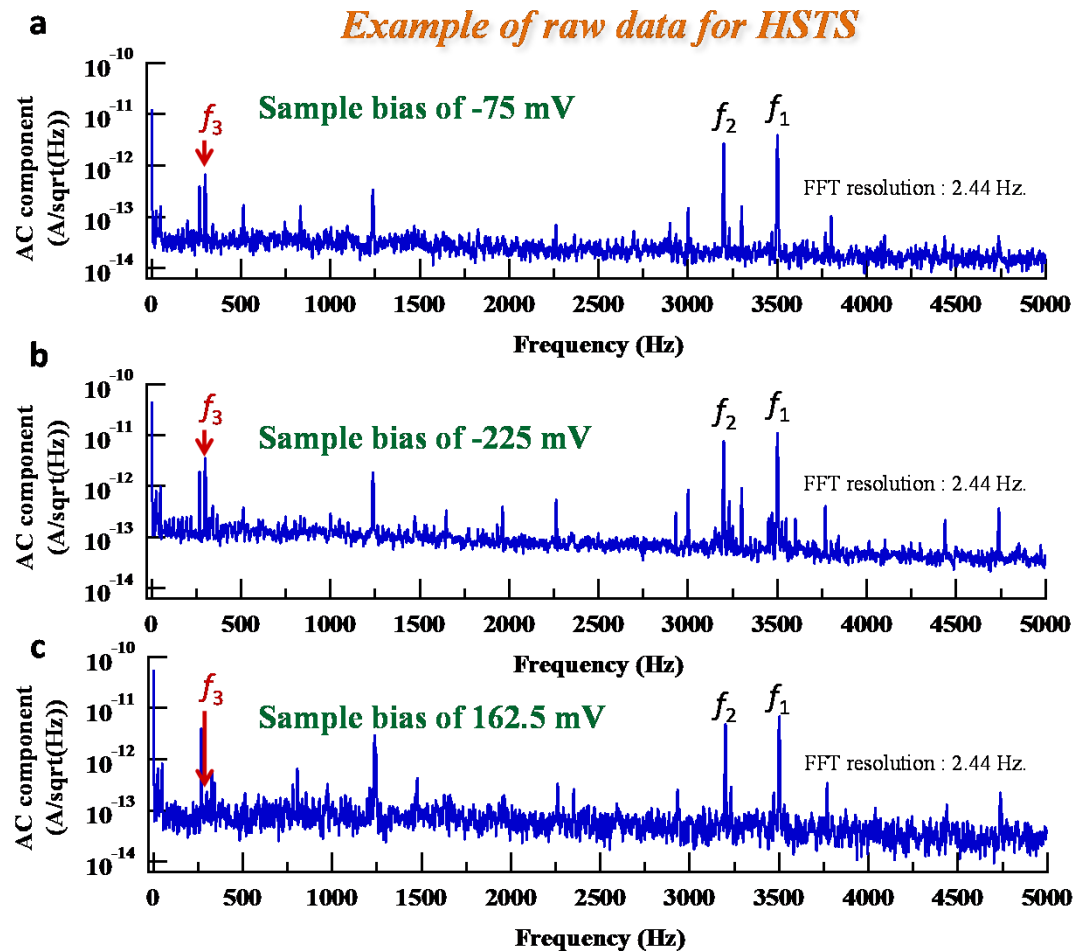 Example of raw data for HSTS
a
AC component
(A/sqrt(Hz))
10⁻¹⁰
10⁻¹¹
10⁻¹²
10⁻¹³
10⁻¹⁴
f₃
Sample bias of -75 mV
f₂
f₁
FFT resolution : 2.44 Hz.
0 500 1000 1500 2000 2500 3000 3500 4000 4500 5000
Frequency (Hz)
b
AC component
(A/sqrt(Hz))
10⁻¹⁰
10⁻¹¹
10⁻¹²
10⁻¹³
10⁻¹⁴
f₃
Sample bias of -225 mV
f₂
f₁
FFT resolution : 2.44 Hz.
0 500 1000 1500 2000 2500 3000 3500 4000 4500 5000
Frequency (Hz)
c
AC component
(A/sqrt(Hz))
10⁻¹⁰
10⁻¹¹
10⁻¹²
10⁻¹³
10⁻¹⁴
f₃
Sample bias of 162.5 mV
f₂
f₁
FFT resolution : 2.44 Hz.
0 500 1000 1500 2000 2500 3000 3500 4000 4500 5000
Frequency (Hz)